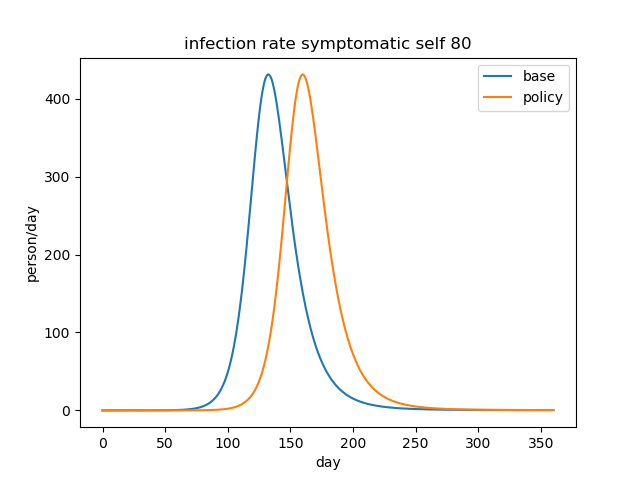 infection rate symptomatic self 80
base
policy
person/day
400
300
200
100
0
0 50 100 150 200 250 300 350
day